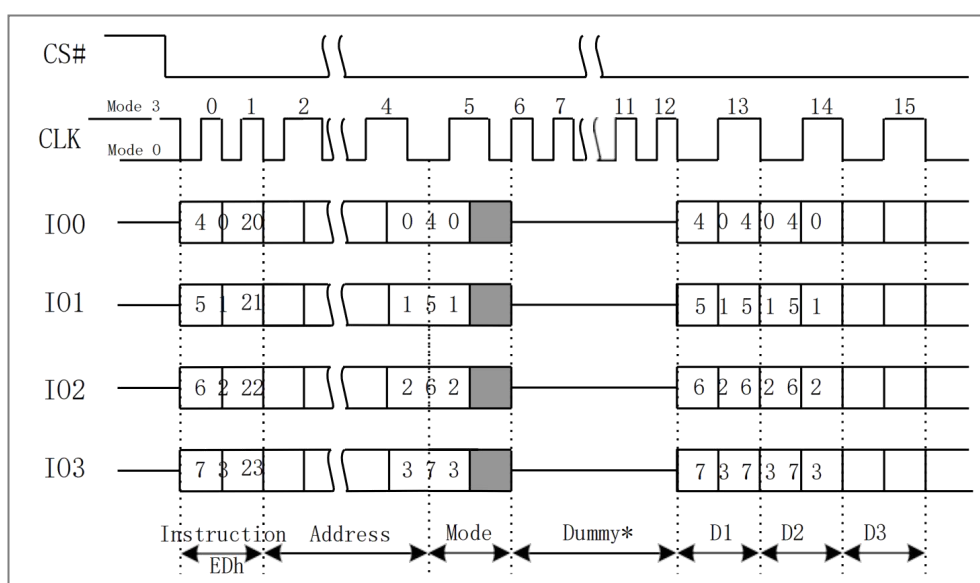 CS#
Mode 3 0 1 2 4 5 6 7 11 12 13 14 15
CLK
Mode 0
IO0 4 0 20 0 4 0 4 0 4 0 4 0
IO1 5 1 21 1 5 1 5 1 5 1 5 1
IO2 6 2 22 2 6 2 6 2 6 2 6 2
IO3 7 3 23 3 7 3 7 3 7 3 7 3
Instruction Address Mode Dummy* D1 D2 D3
EDh